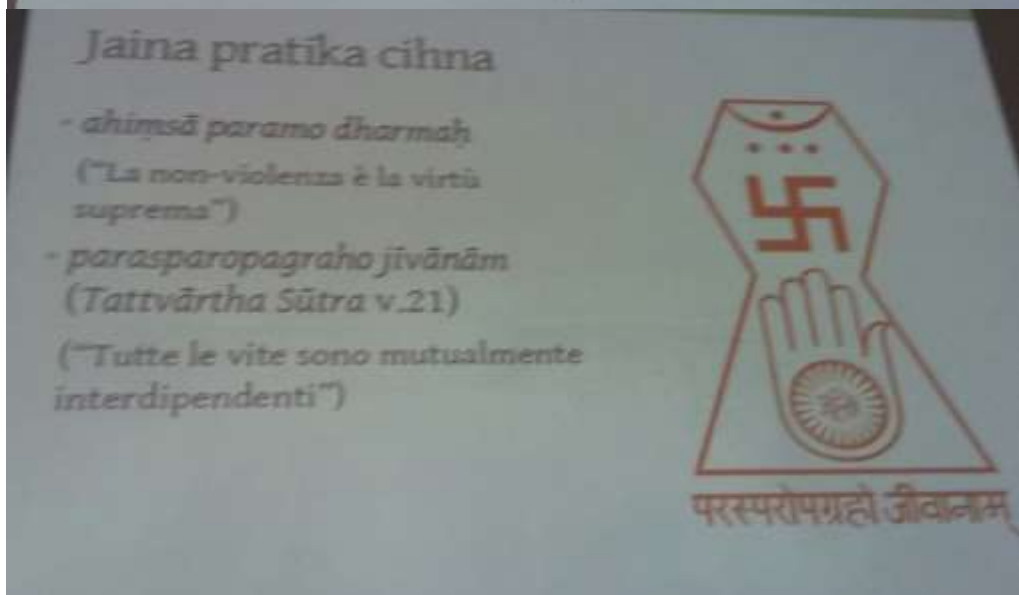 Jaina pratīka cihna
- ahiṃsā paramo dharmaḥ
("La non-violenza è la virtù
suprema")
- parasparopagraho jīvānām
(Tattvārtha Sūtra v.21)
("Tutte le vite sono mutualmente
interdipendenti")
परस्परोपग्रहो जीवानाम्